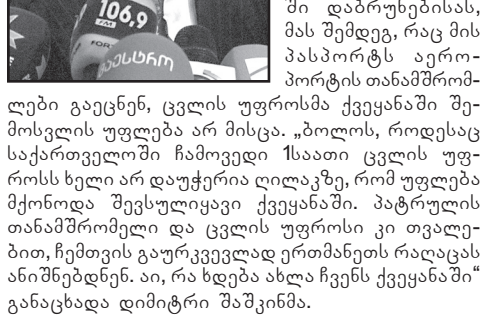 106,9
FOR
მაესტრო
ში დაბრუნებისას,
მას შემდეგ, რაც მის
პასპორტს აერო-
პორტის თანამშრომ-
ლები გაეცნენ, ცვლის უფროსმა ქვეყანაში შე-
მოსვლის უფლება არ მისცა. „ბოლოს, როდესაც
საქართველოში ჩამოვედი 1საათი ცვლის უფ-
როსს ხელი არ დაუჭერია ღილაკზე, რომ უფლება
მქონოდა შევსულიყავი ქვეყანაში. პატრულის
თანამშრომელი და ცვლის უფროსი კი თვალე-
ბით, ჩემთვის გაურკვევლად ერთმანეთს რაღაცას
ანიშნებდნენ. აი, რა ხდება ახლა ჩვენს ქვეყანაში“
განაცხადა დიმიტრი შაშკინმა.